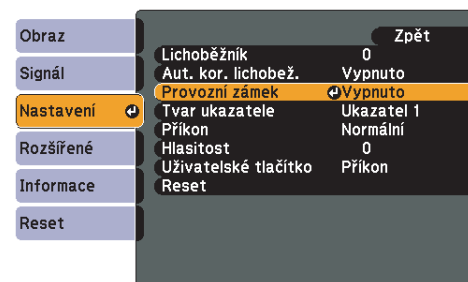 Obraz
Signál
Nastavení
Rozšířené
Informace
Reset
Zpět
Lichoběžník 0
Aut. kor. lichobež. Vypnuto
Provozní zámek Vypnuto
Tvar ukazatele Ukazatel 1
Příkon Normální
Hlasitost 0
Uživatelské tlačítko Příkon
Reset